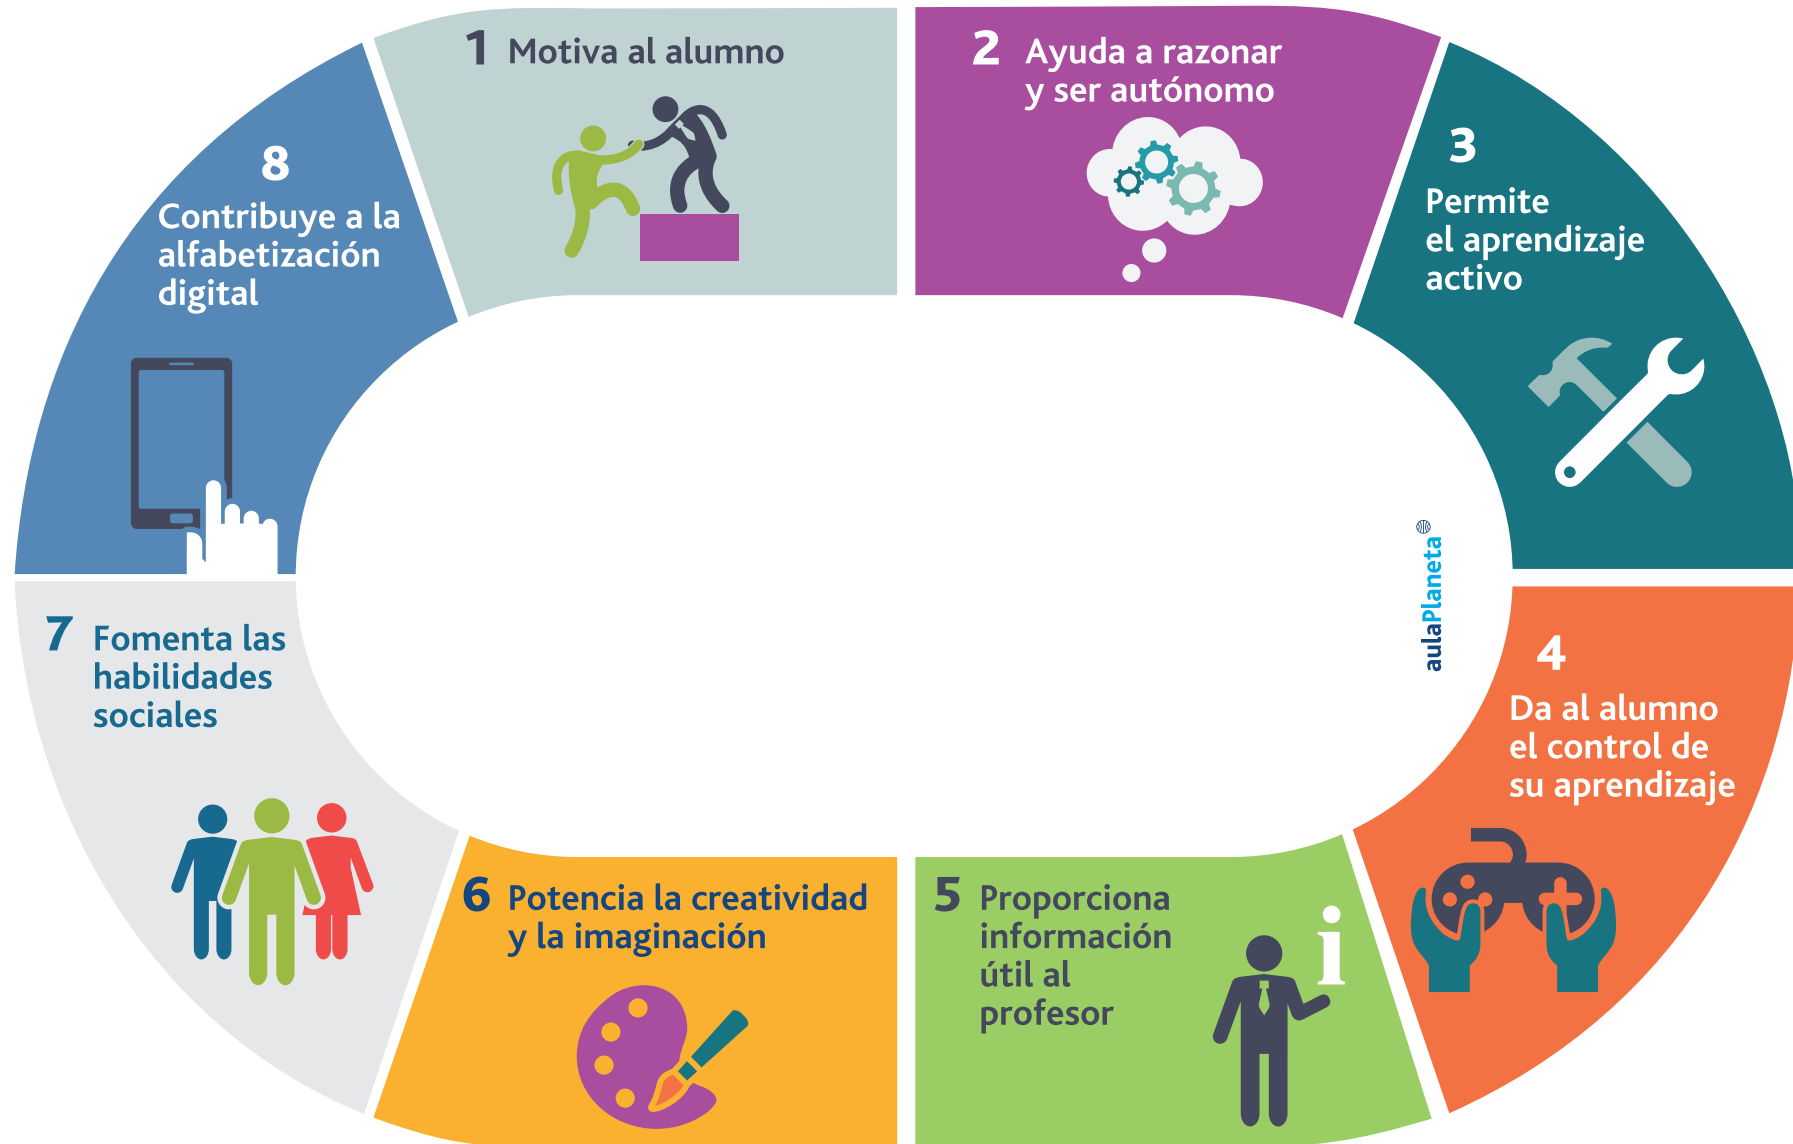 1 Motiva al alumno
2 Ayuda a razonar
y ser autónomo
3
Permite
el aprendizaje
activo
4
Da al alumno
el control de
su aprendizaje
5 Proporciona
información
útil al
profesor
i
6 Potencia la creatividad
y la imaginación
7 Fomenta las
habilidades
sociales
8
Contribuye a la
alfabetización
digital
aulaPlaneta